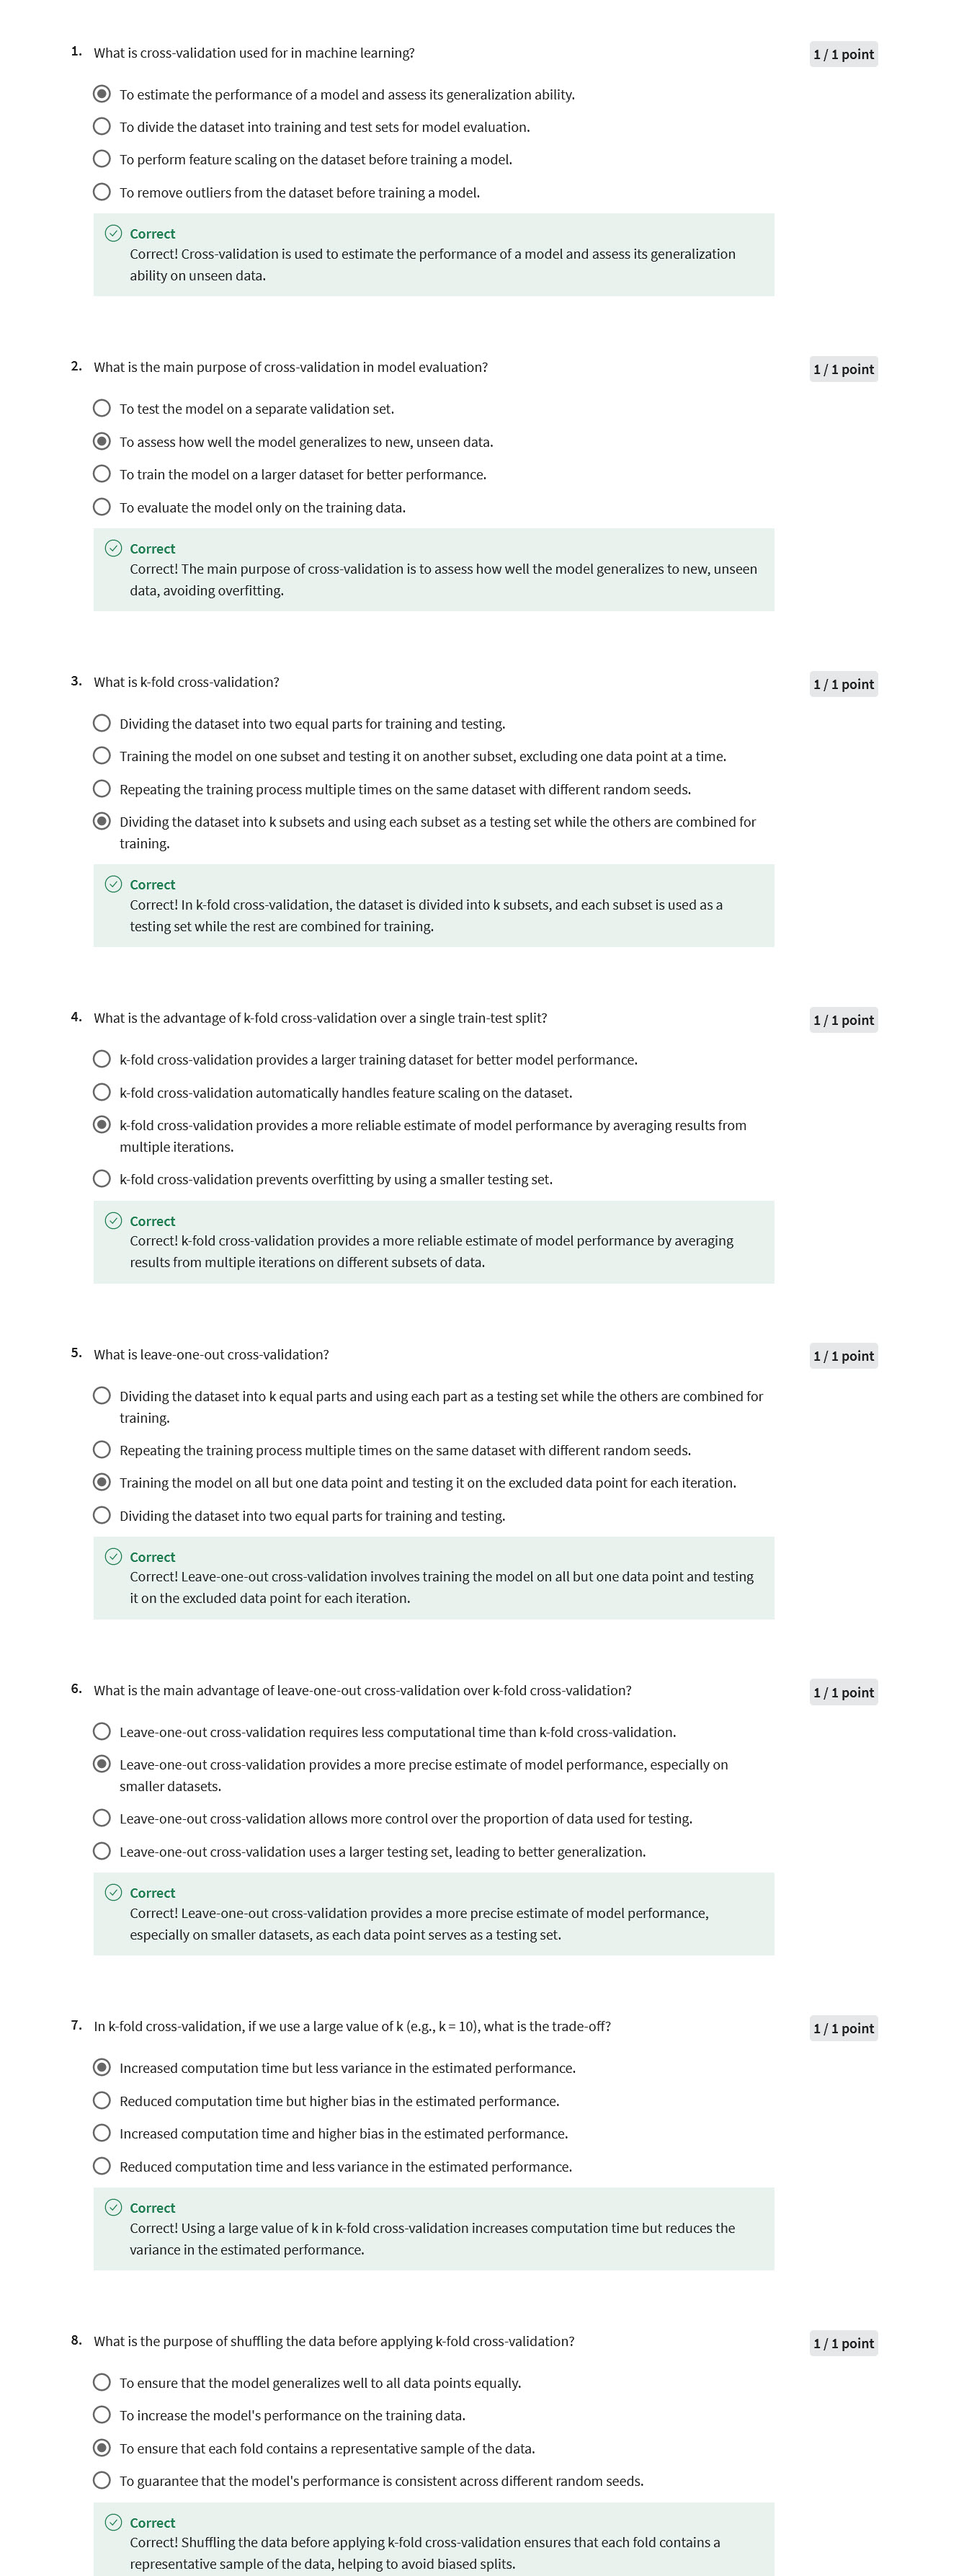 1. What is cross-validation used for in machine learning? 1 / 1 point
To estimate the performance of a model and assess its generalization ability.
To divide the dataset into training and test sets for model evaluation.
To perform feature scaling on the dataset before training a model.
To remove outliers from the dataset before training a model.
Correct
Correct! Cross-validation is used to estimate the performance of a model and assess its generalization
ability on unseen data.
2. What is the main purpose of cross-validation in model evaluation? 1 / 1 point
To test the model on a separate validation set.
To assess how well the model generalizes to new, unseen data.
To train the model on a larger dataset for better performance.
To evaluate the model only on the training data.
Correct
Correct! The main purpose of cross-validation is to assess how well the model generalizes to new, unseen
data, avoiding overfitting.
3. What is k-fold cross-validation? 1 / 1 point
Dividing the dataset into two equal parts for training and testing.
Training the model on one subset and testing it on another subset, excluding one data point at a time.
Repeating the training process multiple times on the same dataset with different random seeds.
Dividing the dataset into k subsets and using each subset as a testing set while the others are combined for
training.
Correct
Correct! In k-fold cross-validation, the dataset is divided into k subsets, and each subset is used as a
testing set while the rest are combined for training.
4. What is the advantage of k-fold cross-validation over a single train-test split? 1 / 1 point
k-fold cross-validation provides a larger training dataset for better model performance.
k-fold cross-validation automatically handles feature scaling on the dataset.
k-fold cross-validation provides a more reliable estimate of model performance by averaging results from
multiple iterations.
k-fold cross-validation prevents overfitting by using a smaller testing set.
Correct
Correct! k-fold cross-validation provides a more reliable estimate of model performance by averaging
results from multiple iterations on different subsets of data.
5. What is leave-one-out cross-validation? 1 / 1 point
Dividing the dataset into k equal parts and using each part as a testing set while the others are combined for
training.
Repeating the training process multiple times on the same dataset with different random seeds.
Training the model on all but one data point and testing it on the excluded data point for each iteration.
Dividing the dataset into two equal parts for training and testing.
Correct
Correct! Leave-one-out cross-validation involves training the model on all but one data point and testing
it on the excluded data point for each iteration.
6. What is the main advantage of leave-one-out cross-validation over k-fold cross-validation? 1 / 1 point
Leave-one-out cross-validation requires less computational time than k-fold cross-validation.
Leave-one-out cross-validation provides a more precise estimate of model performance, especially on
smaller datasets.
Leave-one-out cross-validation allows more control over the proportion of data used for testing.
Leave-one-out cross-validation uses a larger testing set, leading to better generalization.
Correct
Correct! Leave-one-out cross-validation provides a more precise estimate of model performance,
especially on smaller datasets, as each data point serves as a testing set.
7. In k-fold cross-validation, if we use a large value of k (e.g., k = 10), what is the trade-off? 1 / 1 point
Increased computation time but less variance in the estimated performance.
Reduced computation time but higher bias in the estimated performance.
Increased computation time and higher bias in the estimated performance.
Reduced computation time and less variance in the estimated performance.
Correct
Correct! Using a large value of k in k-fold cross-validation increases computation time but reduces the
variance in the estimated performance.
8. What is the purpose of shuffling the data before applying k-fold cross-validation? 1 / 1 point
To ensure that the model generalizes well to all data points equally.
To increase the model's performance on the training data.
To ensure that each fold contains a representative sample of the data.
To guarantee that the model's performance is consistent across different random seeds.
Correct
Correct! Shuffling the data before applying k-fold cross-validation ensures that each fold contains a
representative sample of the data, helping to avoid biased splits.